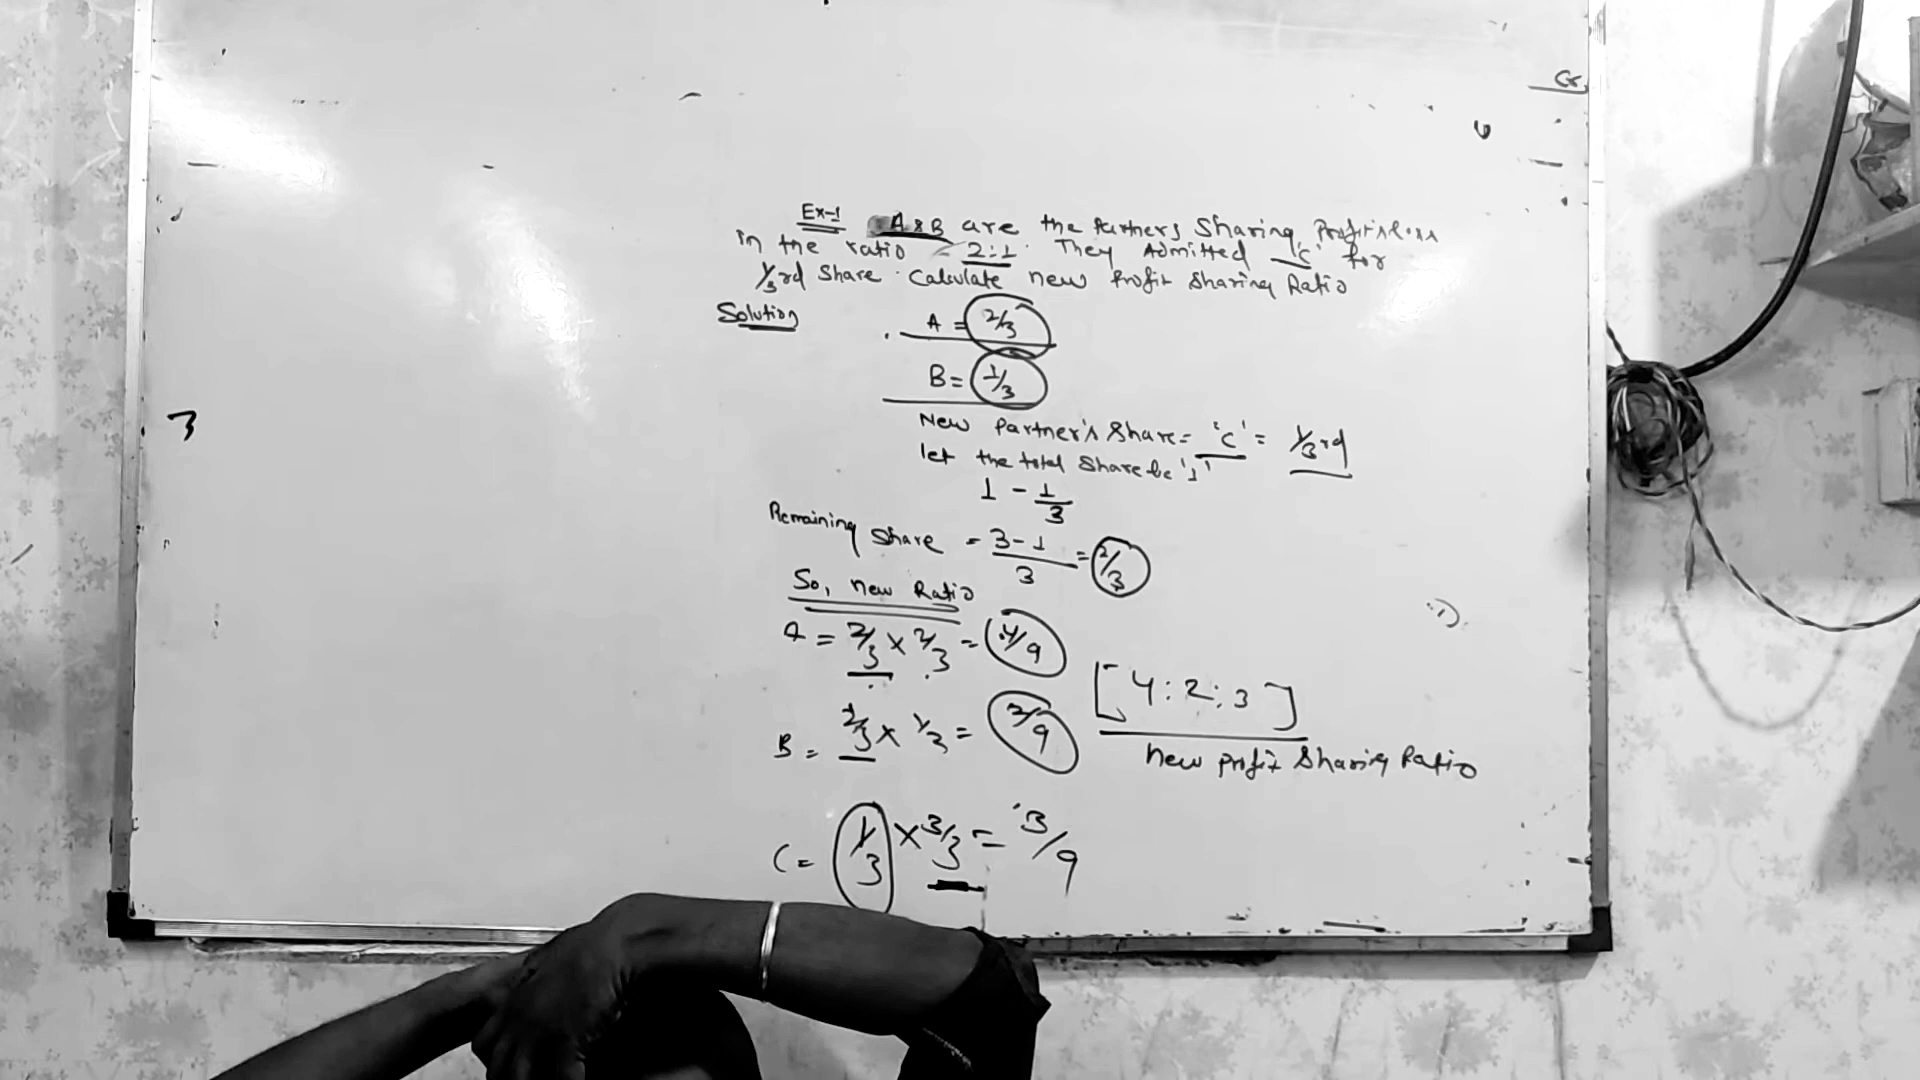 Ex-1 A & B are the Partners Sharing Profit & loss
in the ratio = 2:1. They Admitted 'C' for
1/3rd Share. Calculate new Profit Sharing Ratio
Solution
A = 2/3
B = 1/3
New Partner's Share = 'C' = 1/3rd
let the total Share be '1'
1 - 1/3
Remaining Share = 3-1/3 = 2/3
So, new Ratio
A = 2/3 x 2/3 = 4/9
B = 2/3 x 1/3 = 2/9
[4:2:3]
new profit Sharing Ratio
C = 1/3 x 3/3 = 3/9